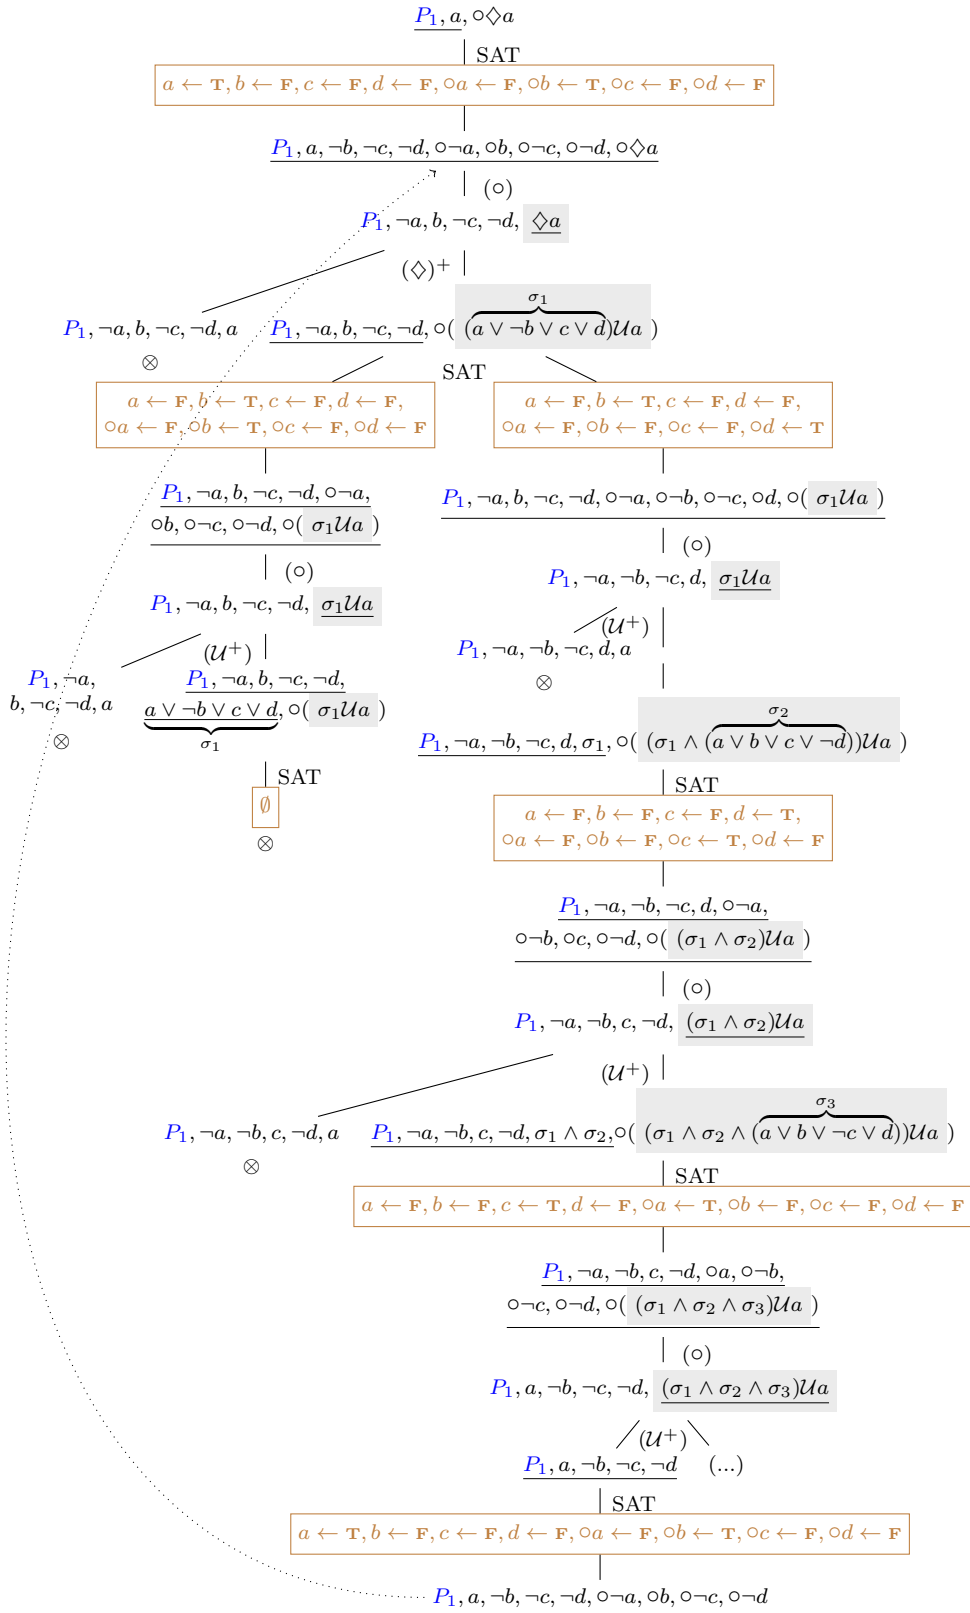 P₁, a, ○◇a
SAT
a ← T, b ← F, c ← F, d ← F, ○a ← F, ○b ← T, ○c ← F, ○d ← F
P₁, a, ¬b, ¬c, ¬d, ○¬a, ○b, ○¬c, ○¬d, ○◇a
(○)
P₁, ¬a, b, ¬c, ¬d, ◇a
(◇)⁺
σ₁
P₁, ¬a, b, ¬c, ¬d, a
P₁, ¬a, b, ¬c, ¬d, ○( (a ∨ ¬b ∨ c ∨ d)𝒰a )
⊗
SAT
a ← F, b ← T, c ← F, d ← F,
○a ← F, ○b ← T, ○c ← F, ○d ← F
a ← F, b ← T, c ← F, d ← F,
○a ← F, ○b ← F, ○c ← F, ○d ← T
P₁, ¬a, b, ¬c, ¬d, ○¬a,
○b, ○¬c, ○¬d, ○( σ₁𝒰a )
P₁, ¬a, b, ¬c, ¬d, ○¬a, ○¬b, ○¬c, ○d, ○( σ₁𝒰a )
(○)
(○)
P₁, ¬a, b, ¬c, ¬d, σ₁𝒰a
P₁, ¬a, ¬b, ¬c, d, σ₁𝒰a
(𝒰⁺)
(𝒰⁺)
P₁, ¬a,
b, ¬c, ¬d, a
⊗
P₁, ¬a, b, ¬c, ¬d,
a ∨ ¬b ∨ c ∨ d, ○( σ₁𝒰a )
σ₁
P₁, ¬a, ¬b, ¬c, d, a
⊗
σ₂
P₁, ¬a, ¬b, ¬c, d, σ₁, ○( (σ₁ ∧ (a ∨ b ∨ c ∨ ¬d))𝒰a )
SAT
∅
⊗
SAT
a ← F, b ← F, c ← F, d ← T,
○a ← F, ○b ← F, ○c ← T, ○d ← F
P₁, ¬a, ¬b, ¬c, d, ○¬a,
○¬b, ○c, ○¬d, ○( (σ₁ ∧ σ₂)𝒰a )
(○)
P₁, ¬a, ¬b, c, ¬d, (σ₁ ∧ σ₂)𝒰a
(𝒰⁺)
σ₃
P₁, ¬a, ¬b, c, ¬d, a
⊗
P₁, ¬a, ¬b, c, ¬d, σ₁ ∧ σ₂, ○( (σ₁ ∧ σ₂ ∧ (a ∨ b ∨ ¬c ∨ d))𝒰a )
SAT
a ← F, b ← F, c ← T, d ← F, ○a ← T, ○b ← F, ○c ← F, ○d ← F
P₁, ¬a, ¬b, c, ¬d, ○a, ○¬b,
○¬c, ○¬d, ○( (σ₁ ∧ σ₂ ∧ σ₃)𝒰a )
(○)
P₁, a, ¬b, ¬c, ¬d, (σ₁ ∧ σ₂ ∧ σ₃)𝒰a
(𝒰⁺)
P₁, a, ¬b, ¬c, ¬d
(...)
SAT
a ← T, b ← F, c ← F, d ← F, ○a ← F, ○b ← T, ○c ← F, ○d ← F
P₁, a, ¬b, ¬c, ¬d, ○¬a, ○b, ○¬c, ○¬d